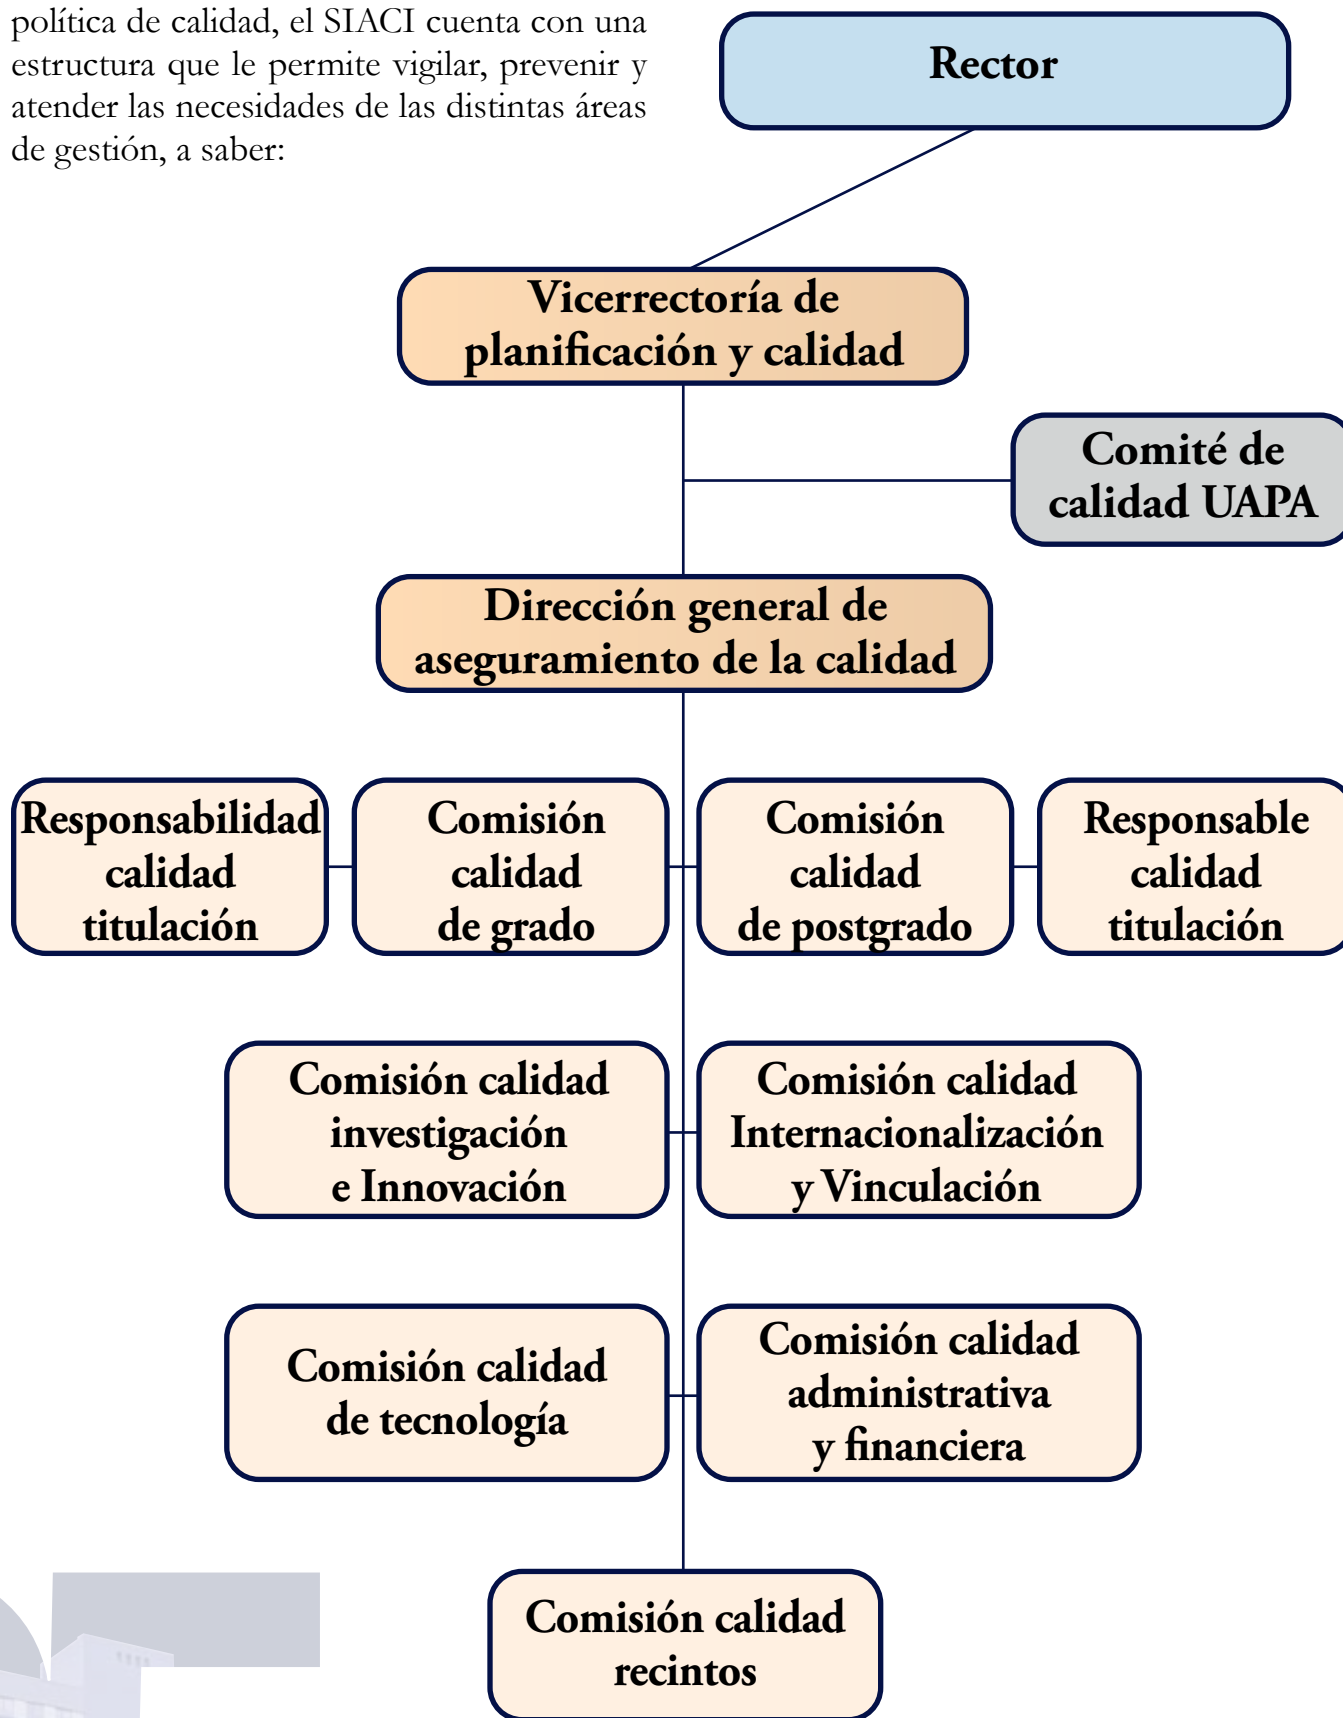 política de calidad, el SIACI cuenta con una
estructura que le permite vigilar, prevenir y
atender las necesidades de las distintas áreas
de gestión, a saber:
Rector
Vicerrectoría de
planificación y calidad
Comité de
calidad UAPA
Dirección general de
aseguramiento de la calidad
Responsabilidad
calidad
titulación
Comisión
calidad
de grado
Comisión
calidad
de postgrado
Responsable
calidad
titulación
Comisión calidad
investigación
e Innovación
Comisión calidad
Internacionalización
y Vinculación
Comisión calidad
de tecnología
Comisión calidad
administrativa
y financiera
Comisión calidad
recintos